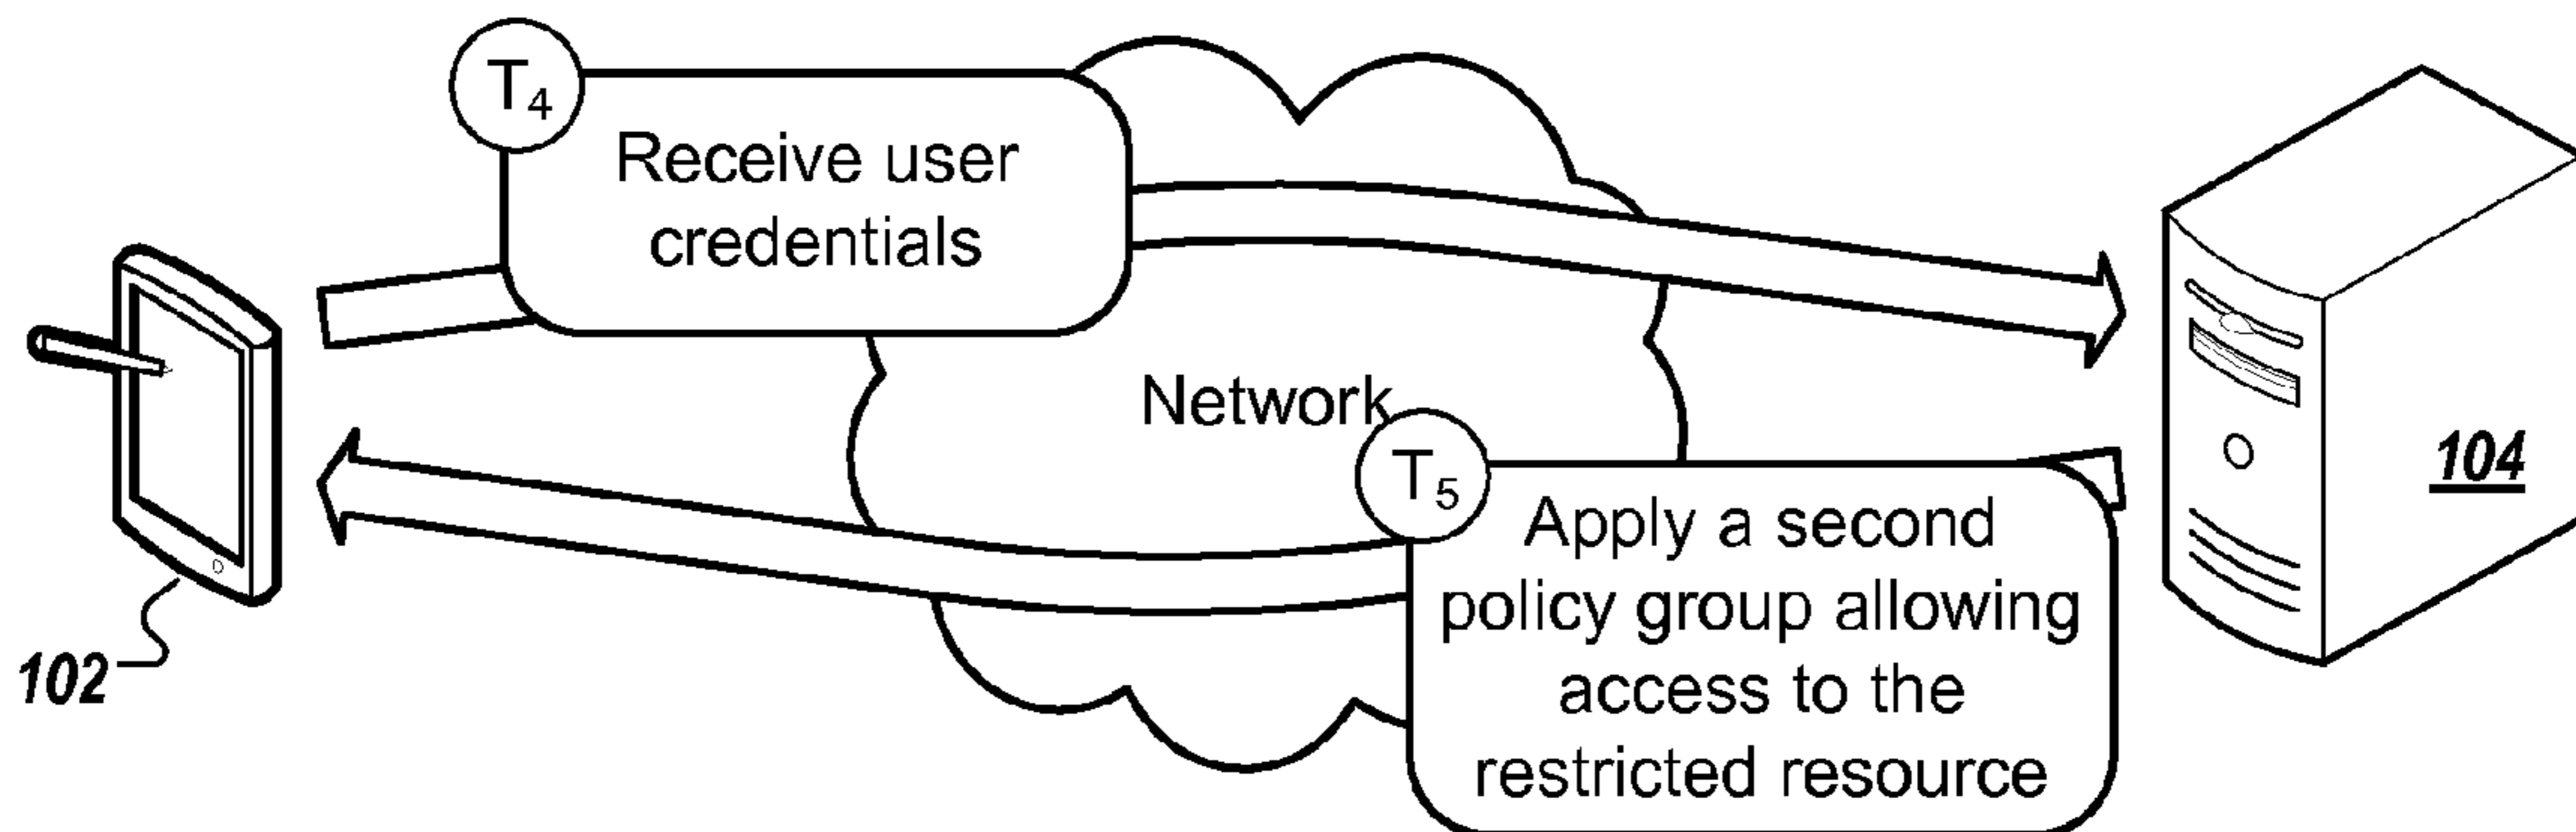 T₄
Receive user
credentials
Network
T₅
Apply a second
policy group allowing
access to the
restricted resource
104
102